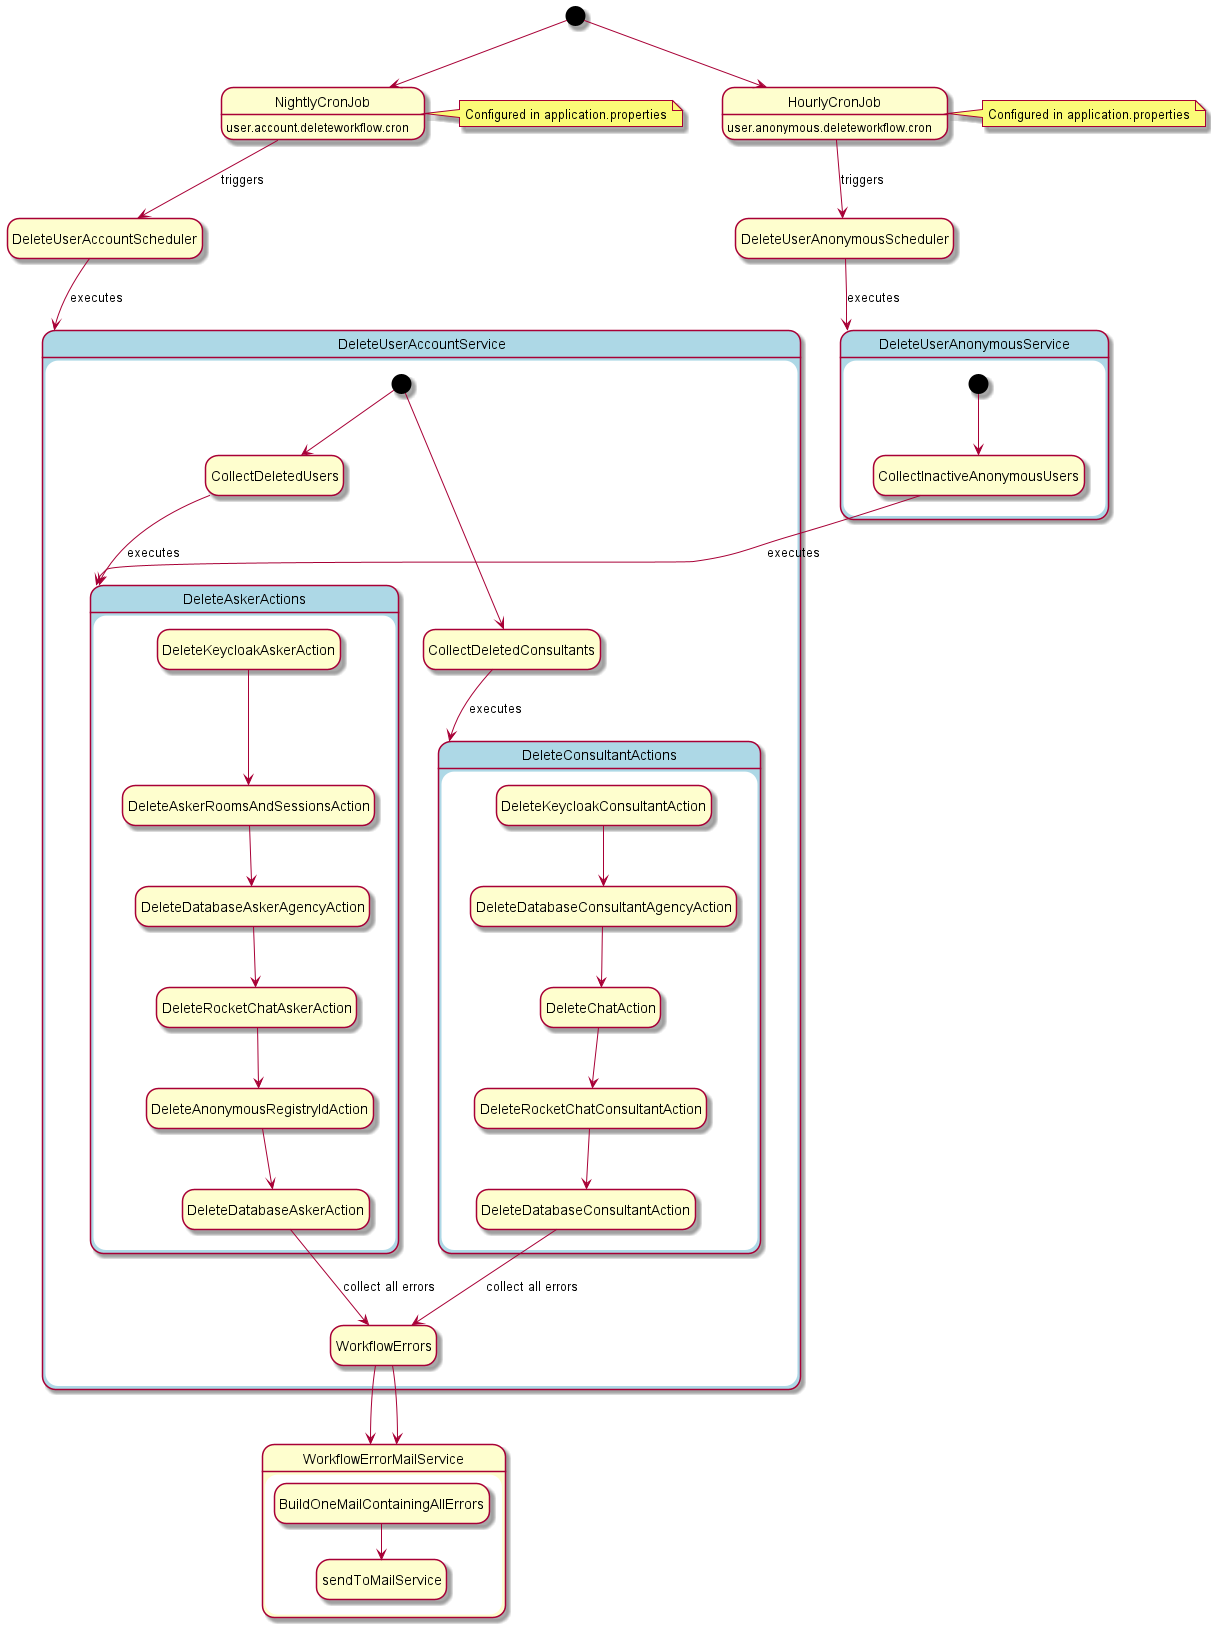 NightlyCronJob
user.account.deleteworkflow.cron
Configured in application.properties
HourlyCronJob
user.anonymous.deleteworkflow.cron
Configured in application.properties
triggers
triggers
DeleteUserAccountScheduler
DeleteUserAnonymousScheduler
executes
executes
DeleteUserAccountService
DeleteUserAnonymousService
CollectDeletedUsers
CollectInactiveAnonymousUsers
executes
executes
DeleteAskerActions
DeleteKeycloakAskerAction
CollectDeletedConsultants
executes
DeleteConsultantActions
DeleteAskerRoomsAndSessionsAction
DeleteKeycloakConsultantAction
DeleteDatabaseAskerAgencyAction
DeleteDatabaseConsultantAgencyAction
DeleteRocketChatAskerAction
DeleteChatAction
DeleteAnonymousRegistryIdAction
DeleteRocketChatConsultantAction
DeleteDatabaseAskerAction
DeleteDatabaseConsultantAction
collect all errors
collect all errors
WorkflowErrors
WorkflowErrorMailService
BuildOneMailContainingAllErrors
sendToMailService